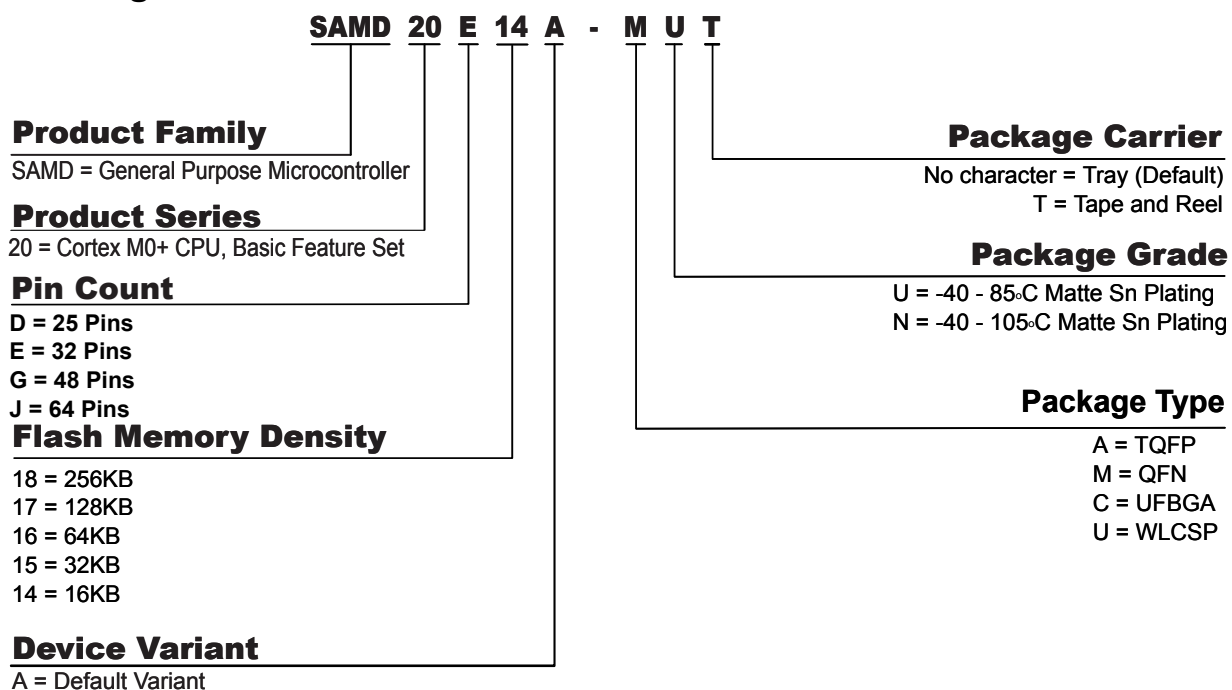 SAMD 20 E 14 A - M U T
Product Family
SAMD = General Purpose Microcontroller
Product Series
20 = Cortex M0+ CPU, Basic Feature Set
Pin Count
D = 25 Pins
E = 32 Pins
G = 48 Pins
J = 64 Pins
Flash Memory Density
18 = 256KB
17 = 128KB
16 = 64KB
15 = 32KB
14 = 16KB
Device Variant
A = Default Variant
Package Carrier
No character = Tray (Default)
T = Tape and Reel
Package Grade
U = -40 - 85◦C Matte Sn Plating
N = -40 - 105◦C Matte Sn Plating
Package Type
A = TQFP
M = QFN
C = UFBGA
U = WLCSP